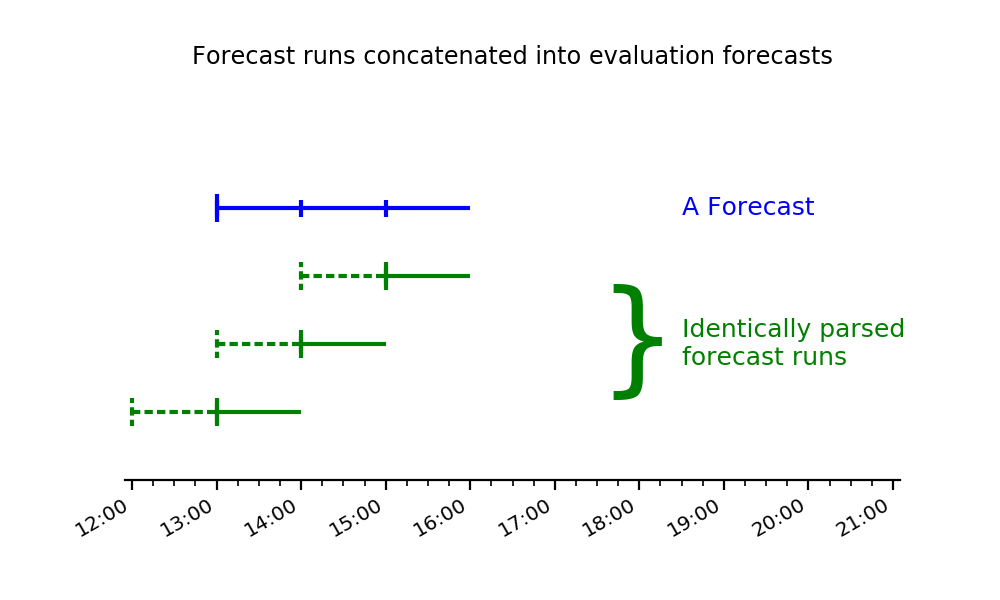 Forecast runs concatenated into evaluation forecasts
A Forecast
Identically parsed
forecast runs
12:00 13:00 14:00 15:00 16:00 17:00 18:00 19:00 20:00 21:00